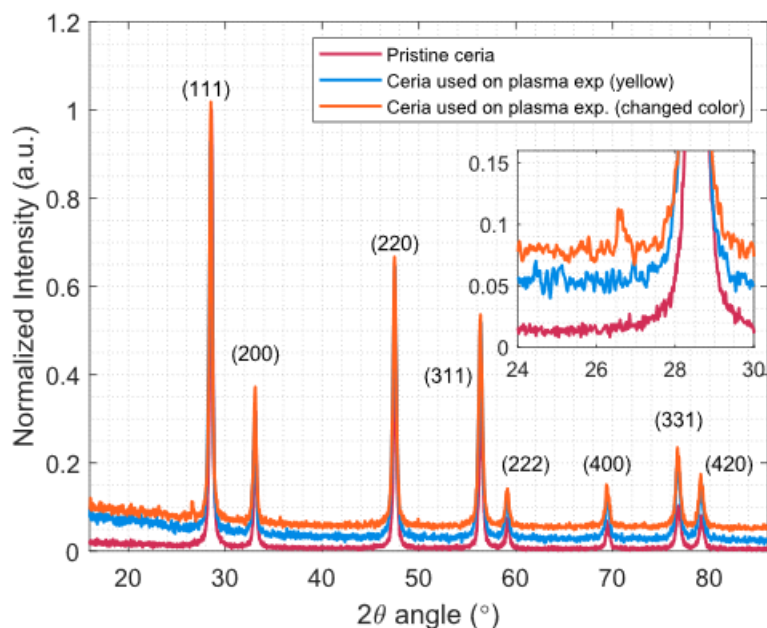 1.2
1
0.8
0.6
0.4
0.2
0
Normalized Intensity (a.u.)
Pristine ceria
Ceria used on plasma exp (yellow)
Ceria used on plasma exp. (changed color)
(111)
(200)
(220)
(311)
(222)
(400)
(331)
(420)
0.15
0.1
0.05
0
24 26 28 30
20 30 40 50 60 70 80
2θ angle (°)